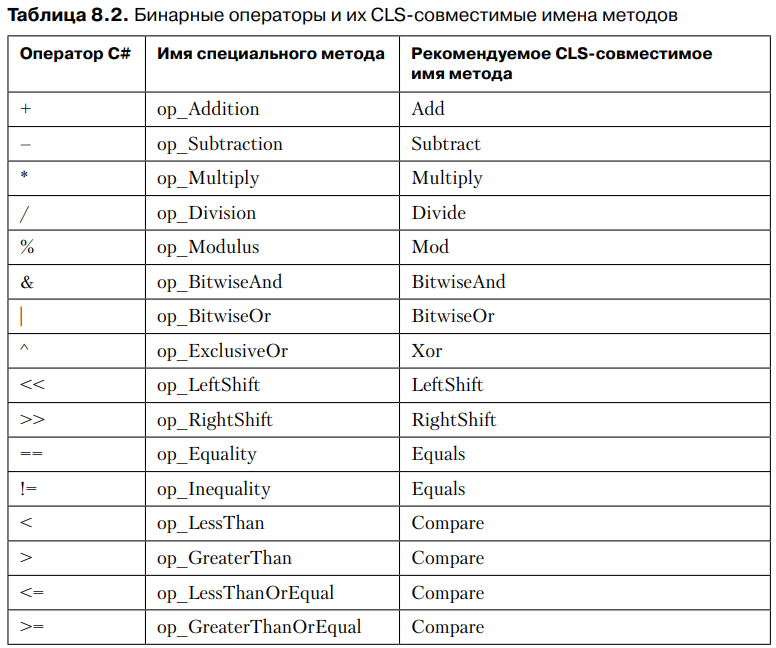 Таблица 8.2. Бинарные операторы и их CLS-совместимые имена методов
Оператор C# Имя специального метода Рекомендуемое CLS-совместимое
имя метода
+ op_Addition Add
– op_Subtraction Subtract
* op_Multiply Multiply
/ op_Division Divide
% op_Modulus Mod
& op_BitwiseAnd BitwiseAnd
| op_BitwiseOr BitwiseOr
^ op_ExclusiveOr Xor
<< op_LeftShift LeftShift
>> op_RightShift RightShift
== op_Equality Equals
!= op_Inequality Equals
< op_LessThan Compare
> op_GreaterThan Compare
<= op_LessThanOrEqual Compare
>= op_GreaterThanOrEqual Compare